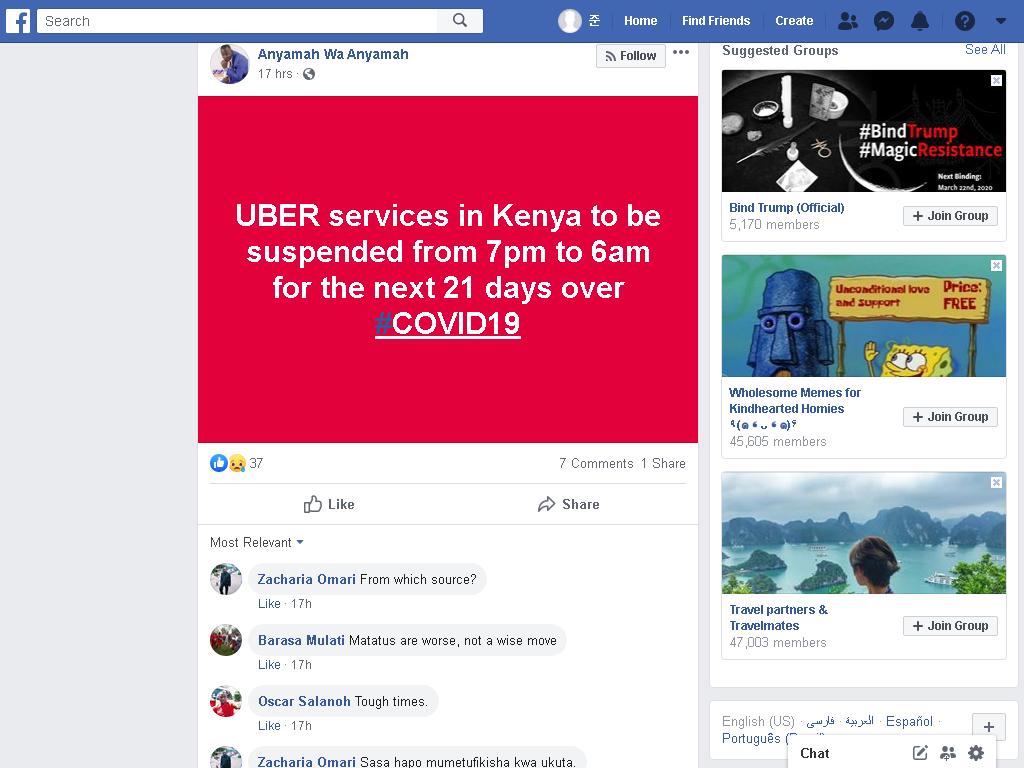 Search
준
Home
Find Friends
Create
Anyamah Wa Anyamah
17 hrs ·
Follow
UBER services in Kenya to be
suspended from 7pm to 6am
for the next 21 days over
#COVID19
37
7 Comments 1 Share
Like
Share
Most Relevant
Zacharia Omari From which source?
Like · 17h
Barasa Mulati Matatus are worse, not a wise move
Like · 17h
Oscar Salanoh Tough times.
Like · 17h
Anyamah Wa Anyamah Sasa hapo mumetufikisha kwa ukuta.
Suggested Groups
See All
#BindTrump
#MagicResistance
Next Binding:
March 22nd, 2020
Bind Trump (Official)
5,170 members
+ Join Group
Unconditional love
and support
Price:
FREE
Wholesome Memes for
Kindhearted Homies
45,605 members
+ Join Group
Travel partners &
Travelmates
47,003 members
+ Join Group
English (US) · العربية · فارسی · Español ·
Português
Chat